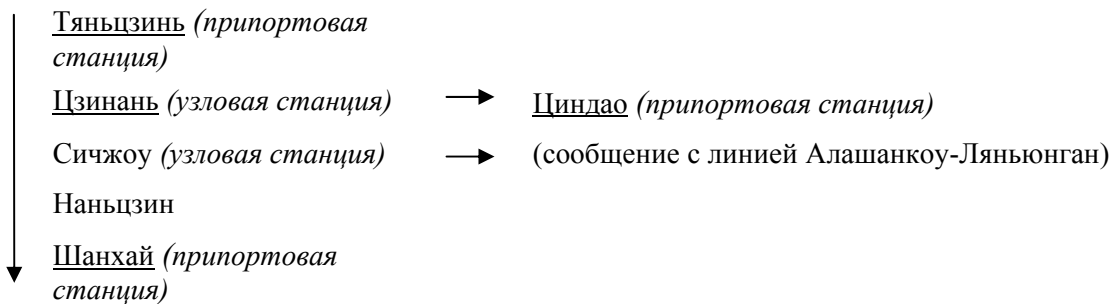 Тяньцзинь (припортовая
станция)
Цзинань (узловая станция) Циндао (припортовая станция)
Сичжоу (узловая станция) (сообщение с линией Алашанкоу-Ляньюнган)
Наньцзин
Шанхай (припортовая
станция)